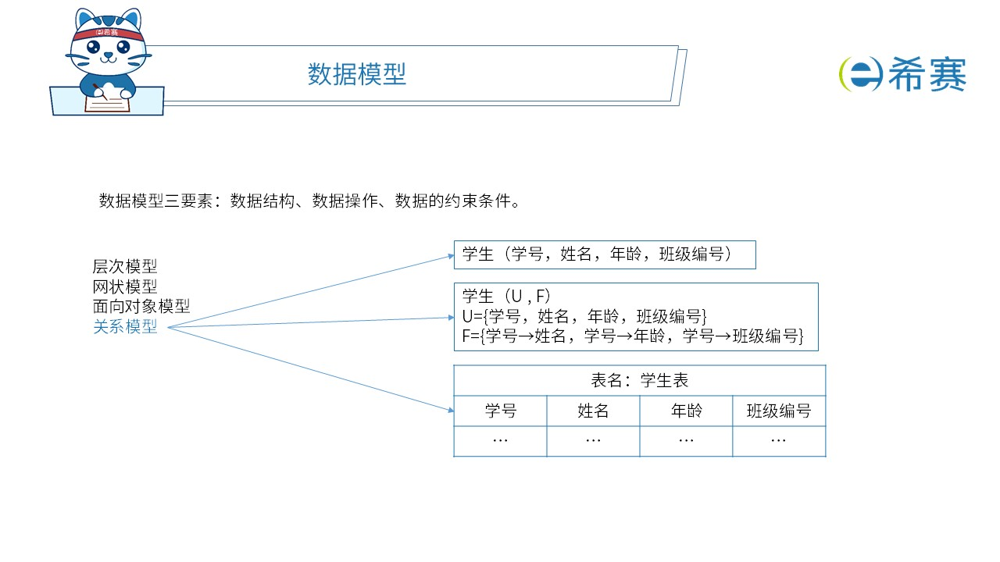 希赛
数据模型
希赛
数据模型三要素：数据结构、数据操作、数据的约束条件。
层次模型
网状模型
面向对象模型
关系模型
学生（学号，姓名，年龄，班级编号）
学生（U , F）
U={学号，姓名，年龄，班级编号}
F={学号→姓名，学号→年龄，学号→班级编号}
表名：学生表
学号 姓名 年龄 班级编号
… … … …